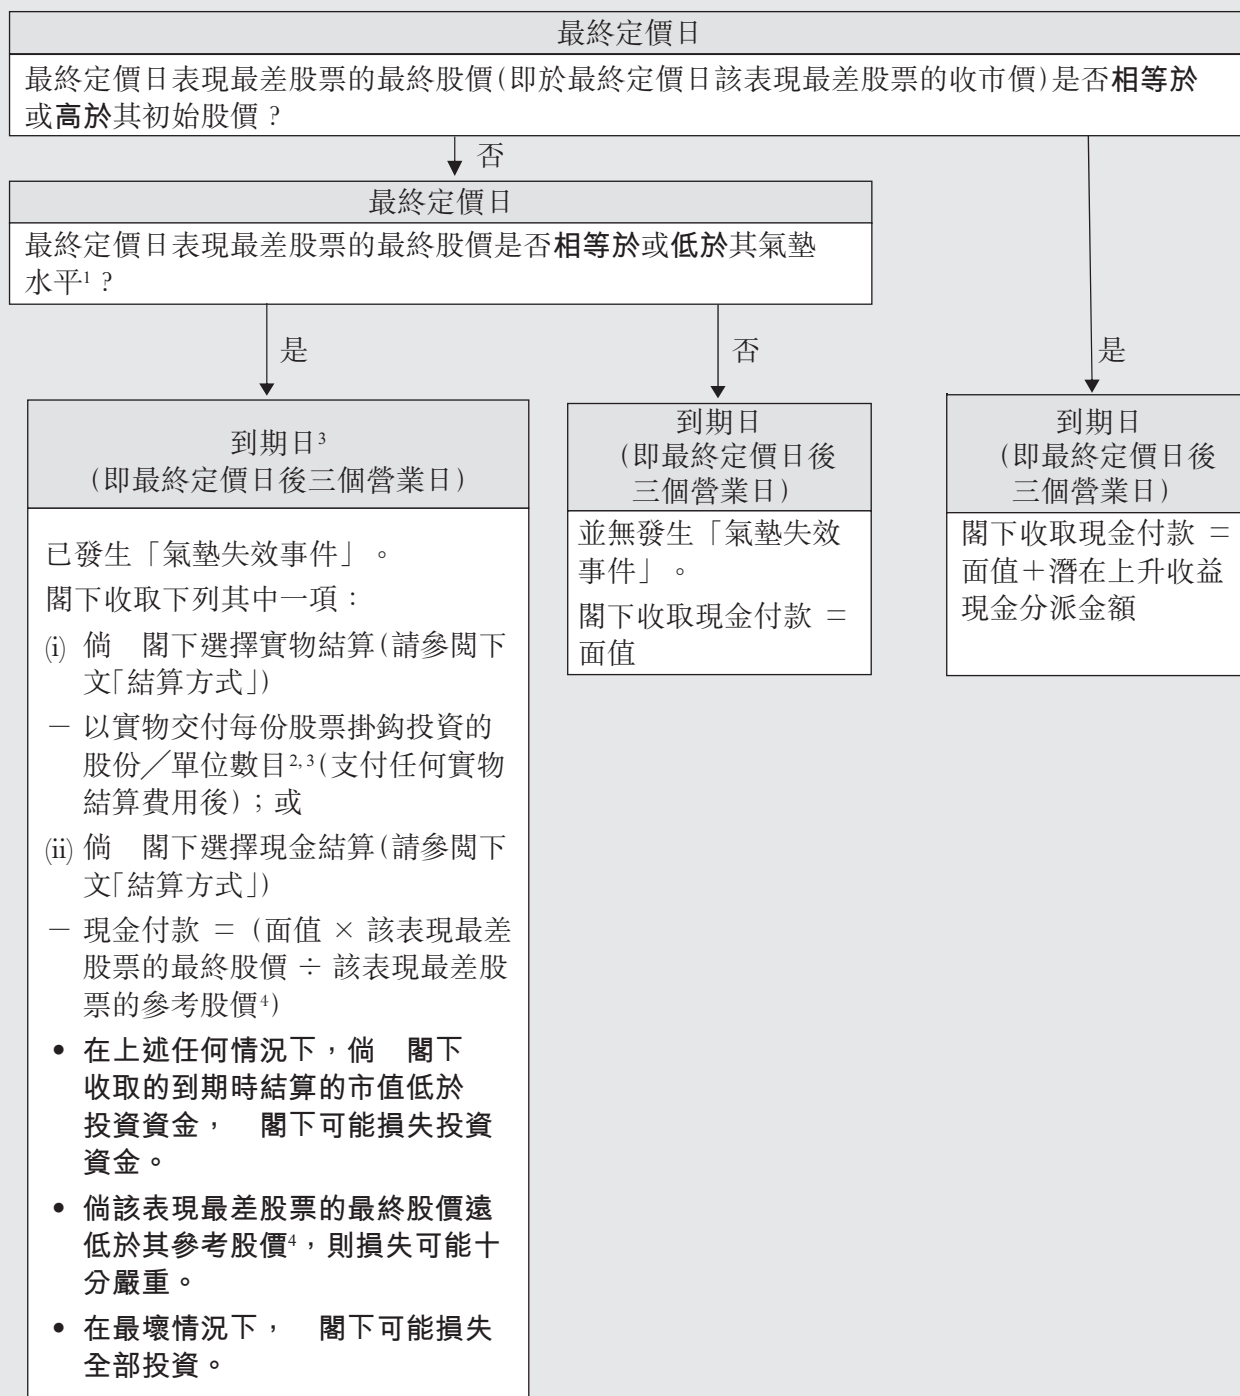 最終定價日
最終定價日表現最差股票的最終股價(即於最終定價日該表現最差股票的收市價)是否相等於
或高於其初始股價?
否
最終定價日
最終定價日表現最差股票的最終股價是否相等於或低於其氣墊
水平¹?
是
否
是
到期日³
(即最終定價日後三個營業日)
已發生「氣墊失效事件」。
閣下收取下列其中一項:
(i) 倘 閣下選擇實物結算(請參閱下
文「結算方式」)
— 以實物交付每份股票掛鈎投資的
股份╱單位數目²,³(支付任何實物
結算費用後);或
(ii) 倘 閣下選擇現金結算(請參閱下
文「結算方式」)
— 現金付款 = (面值 × 該表現最差
股票的最終股價 ÷ 該表現最差股
票的參考股價⁴)
• 在上述任何情況下,倘 閣下
收取的到期時結算的市值低於
投資資金, 閣下可能損失投資
資金。
• 倘該表現最差股票的最終股價遠
低於其參考股價⁴,則損失可能十
分嚴重。
• 在最壞情況下, 閣下可能損失
全部投資。
到期日
(即最終定價日後
三個營業日)
並無發生「氣墊失效
事件」。
閣下收取現金付款 =
面值
到期日
(即最終定價日後
三個營業日)
閣下收取現金付款 =
面值+潛在上升收益
現金分派金額